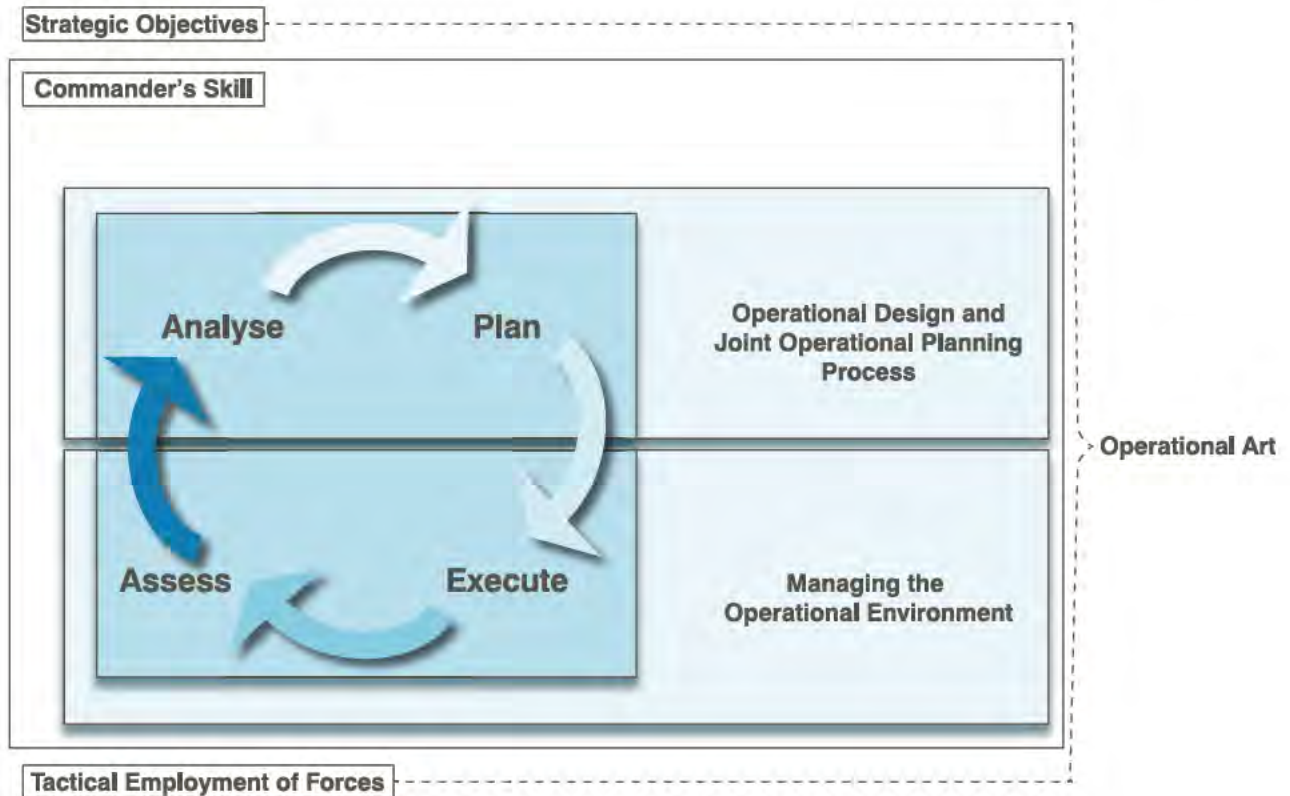 Strategic Objectives
Commander's Skill
Analyse
Plan
Operational Design and
Joint Operational Planning
Process
Operational Art
Assess
Execute
Managing the
Operational Environment
Tactical Employment of Forces